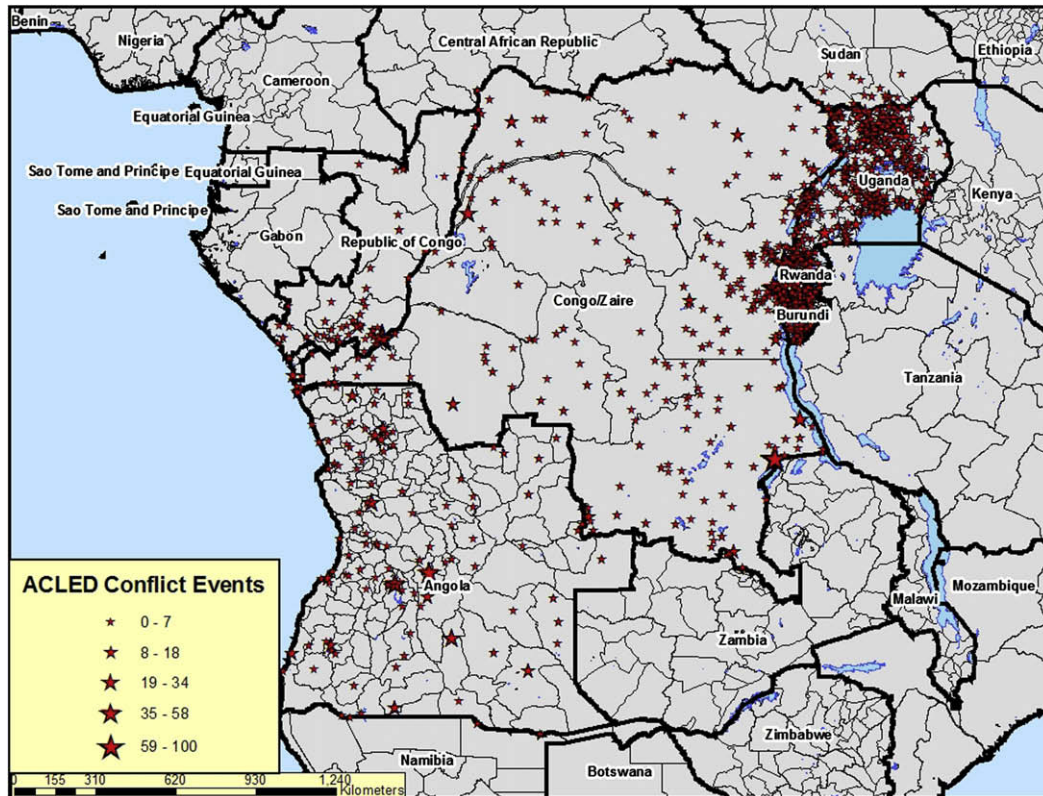 Benin
Nigeria
Central African Republic
Sudan
Ethiopia
Cameroon
Equatorial Guinea
Sao Tome and Principe
Equatorial Guinea
Uganda
Kenya
Sao Tome and Principe
Gabon
Republic of Congo
Rwanda
Congo/Zaire
Burundi
Tanzania
ACLED Conflict Events
0 - 7
8 - 18
19 - 34
35 - 58
59 - 100
Angola
Malawi
Mozambique
Zambia
Zimbabwe
Namibia
Botswana
0 155 310 620 930 1,240
Kilometers